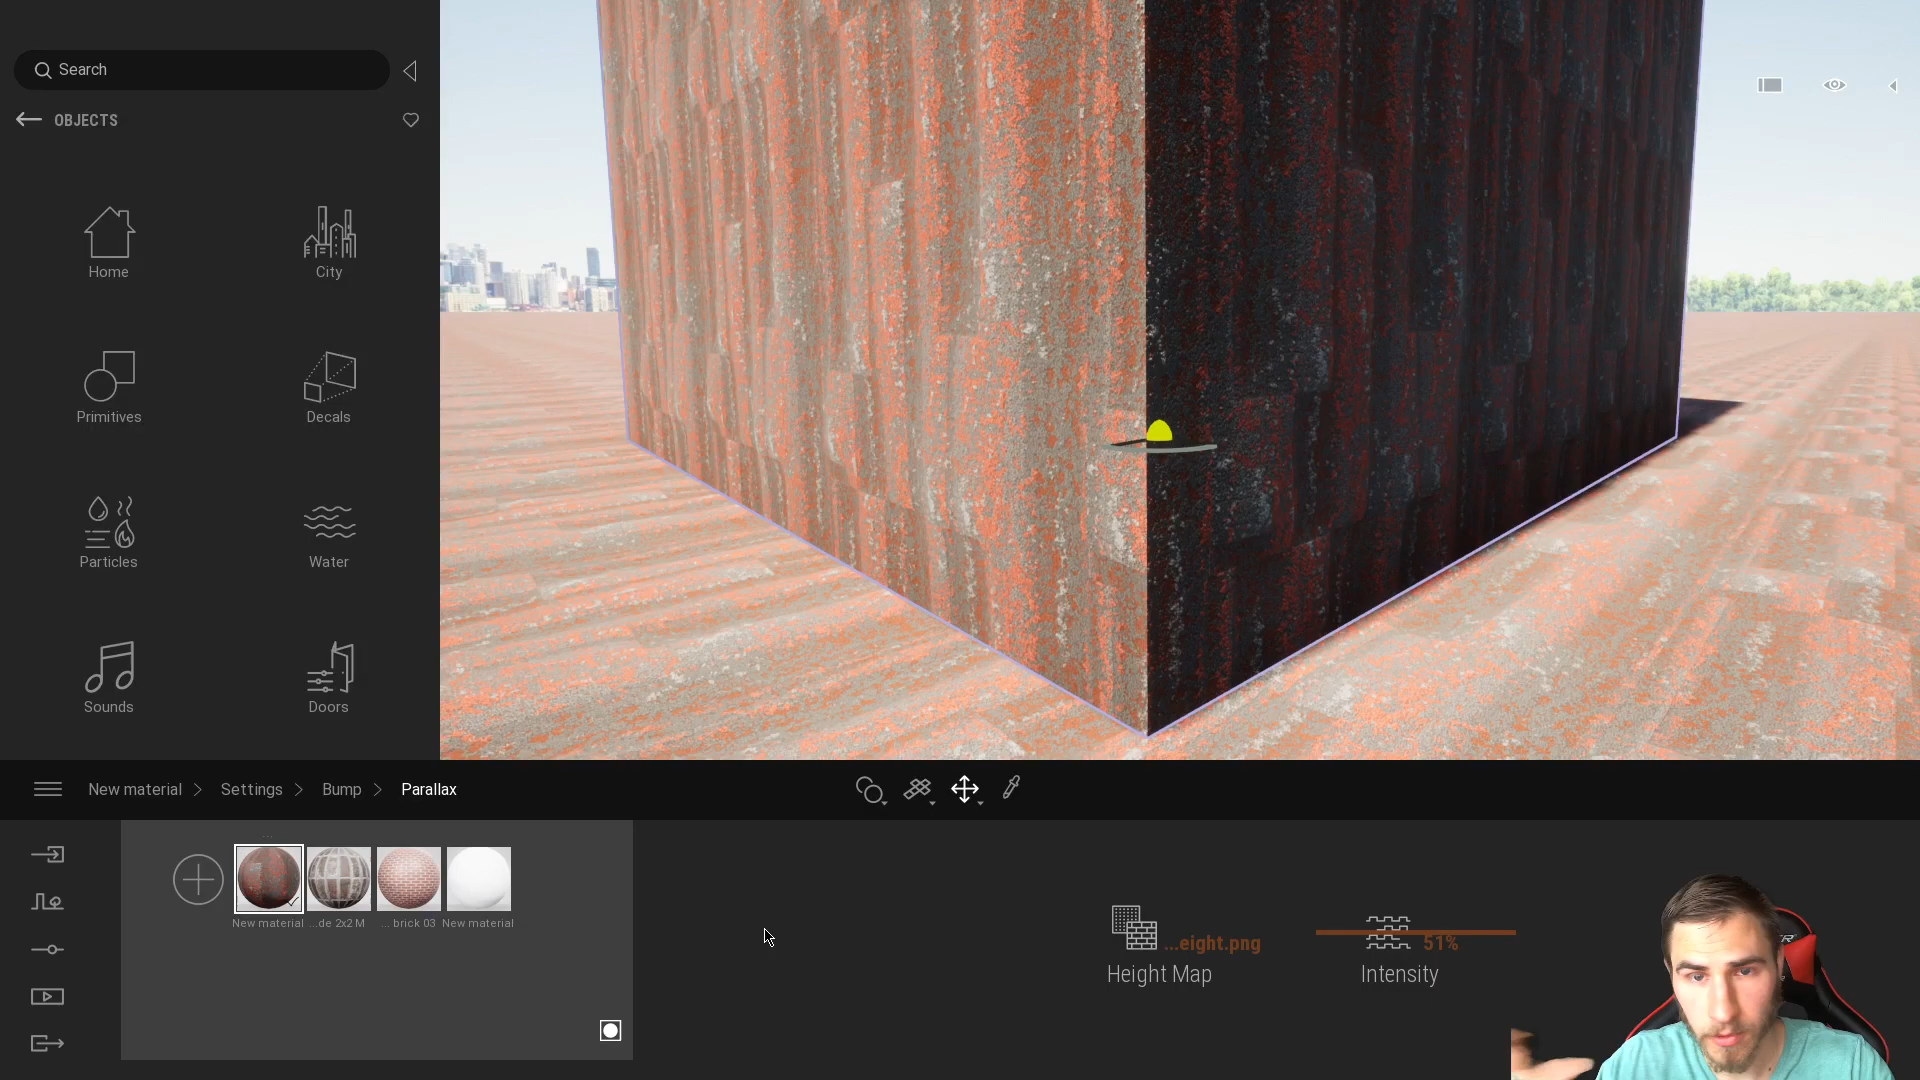 Search
OBJECTS
Home
City
Primitives
Decals
Particles
Water
Sounds
Doors
New material
Settings
Bump
Parallax
...
New material
...de 2x2 M
... brick 03
New material
...eight.png
Height Map
51%
Intensity